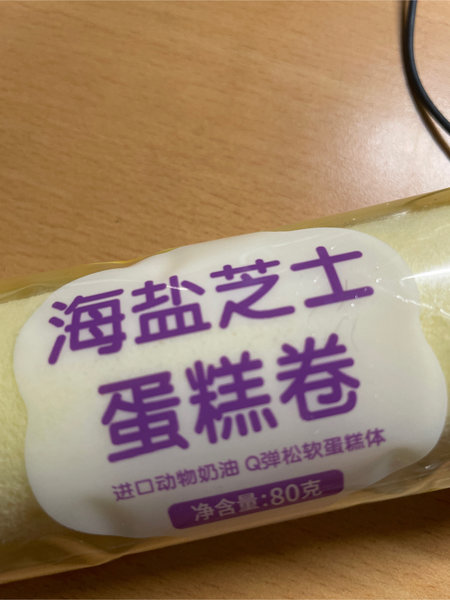 海盐芝士
蛋糕卷
进口动物奶油 Q弹松软蛋糕体
净含量:80克